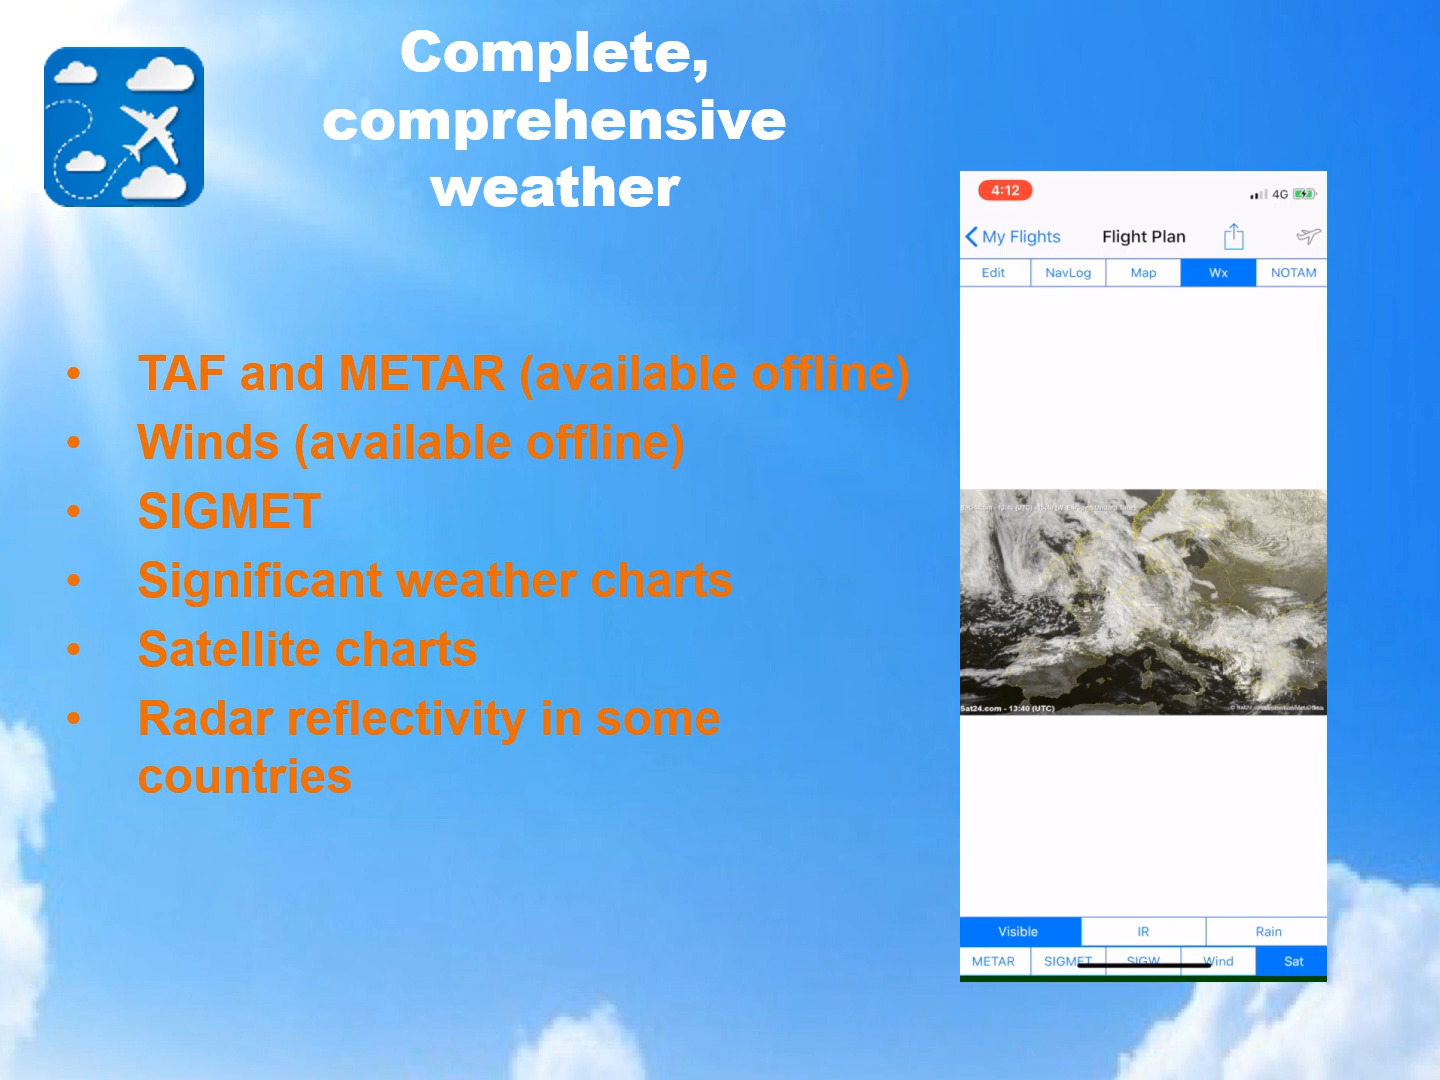 Complete,
comprehensive
weather
• TAF and METAR (available offline)
• Winds (available offline)
• SIGMET
• Significant weather charts
• Satellite charts
• Radar reflectivity in some
countries
4:12
4G
My Flights Flight Plan
Edit NavLog Map Wx NOTAM
Sat24.com - 13:40 (UTC)
Visible IR Rain
METAR SIGMET SIGW Wind Sat